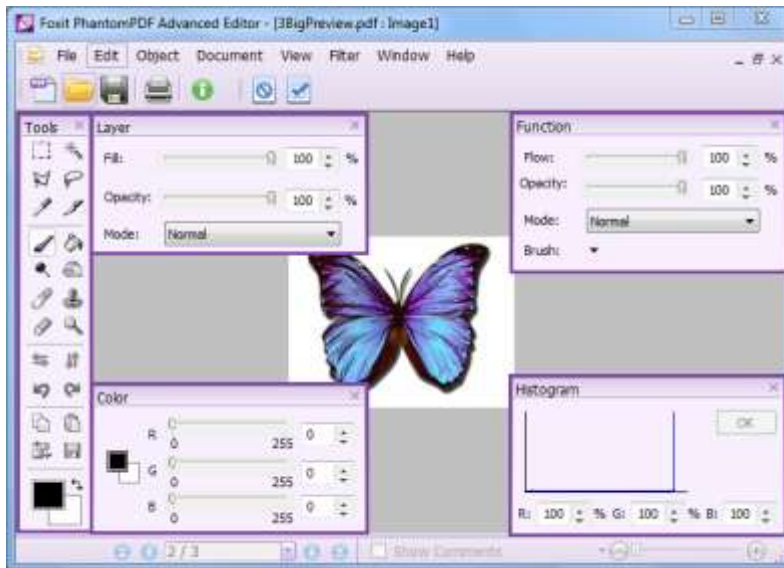 Foxit PhantomPDF Advanced Editor - [3BigPreview.pdf : Image1]
File Edit Object Document View Filter Window Help
Tools
Layer
Fill: 100 %
Opacity: 100 %
Mode: Normal
Function
Flow: 100 %
Opacity: 100 %
Mode: Normal
Brush:
Color
R 0 255 0
G 0 255 0
B 0 255 0
Histogram
OK
R: 100 % G: 100 % B: 100
2 / 3 Show Comments